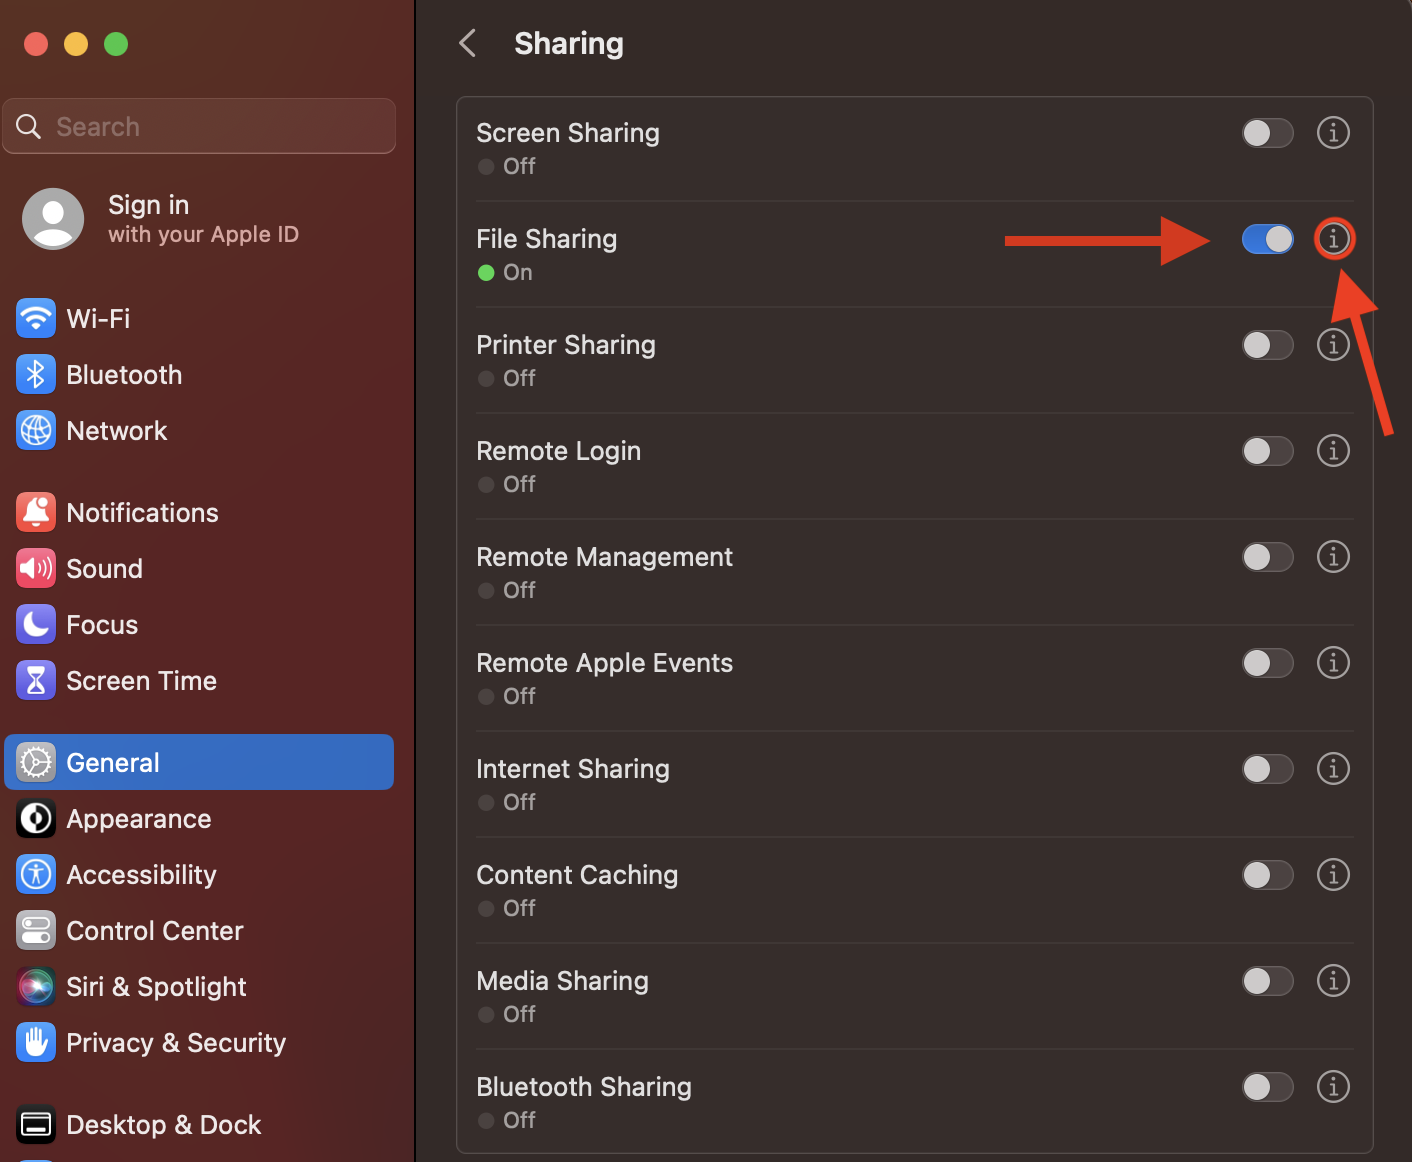 Search
Sign in
with your Apple ID
Wi-Fi
Bluetooth
Network
Notifications
Sound
Focus
Screen Time
General
Appearance
Accessibility
Control Center
Siri & Spotlight
Privacy & Security
Desktop & Dock
Sharing
Screen Sharing
Off
File Sharing
On
Printer Sharing
Off
Remote Login
Off
Remote Management
Off
Remote Apple Events
Off
Internet Sharing
Off
Content Caching
Off
Media Sharing
Off
Bluetooth Sharing
Off